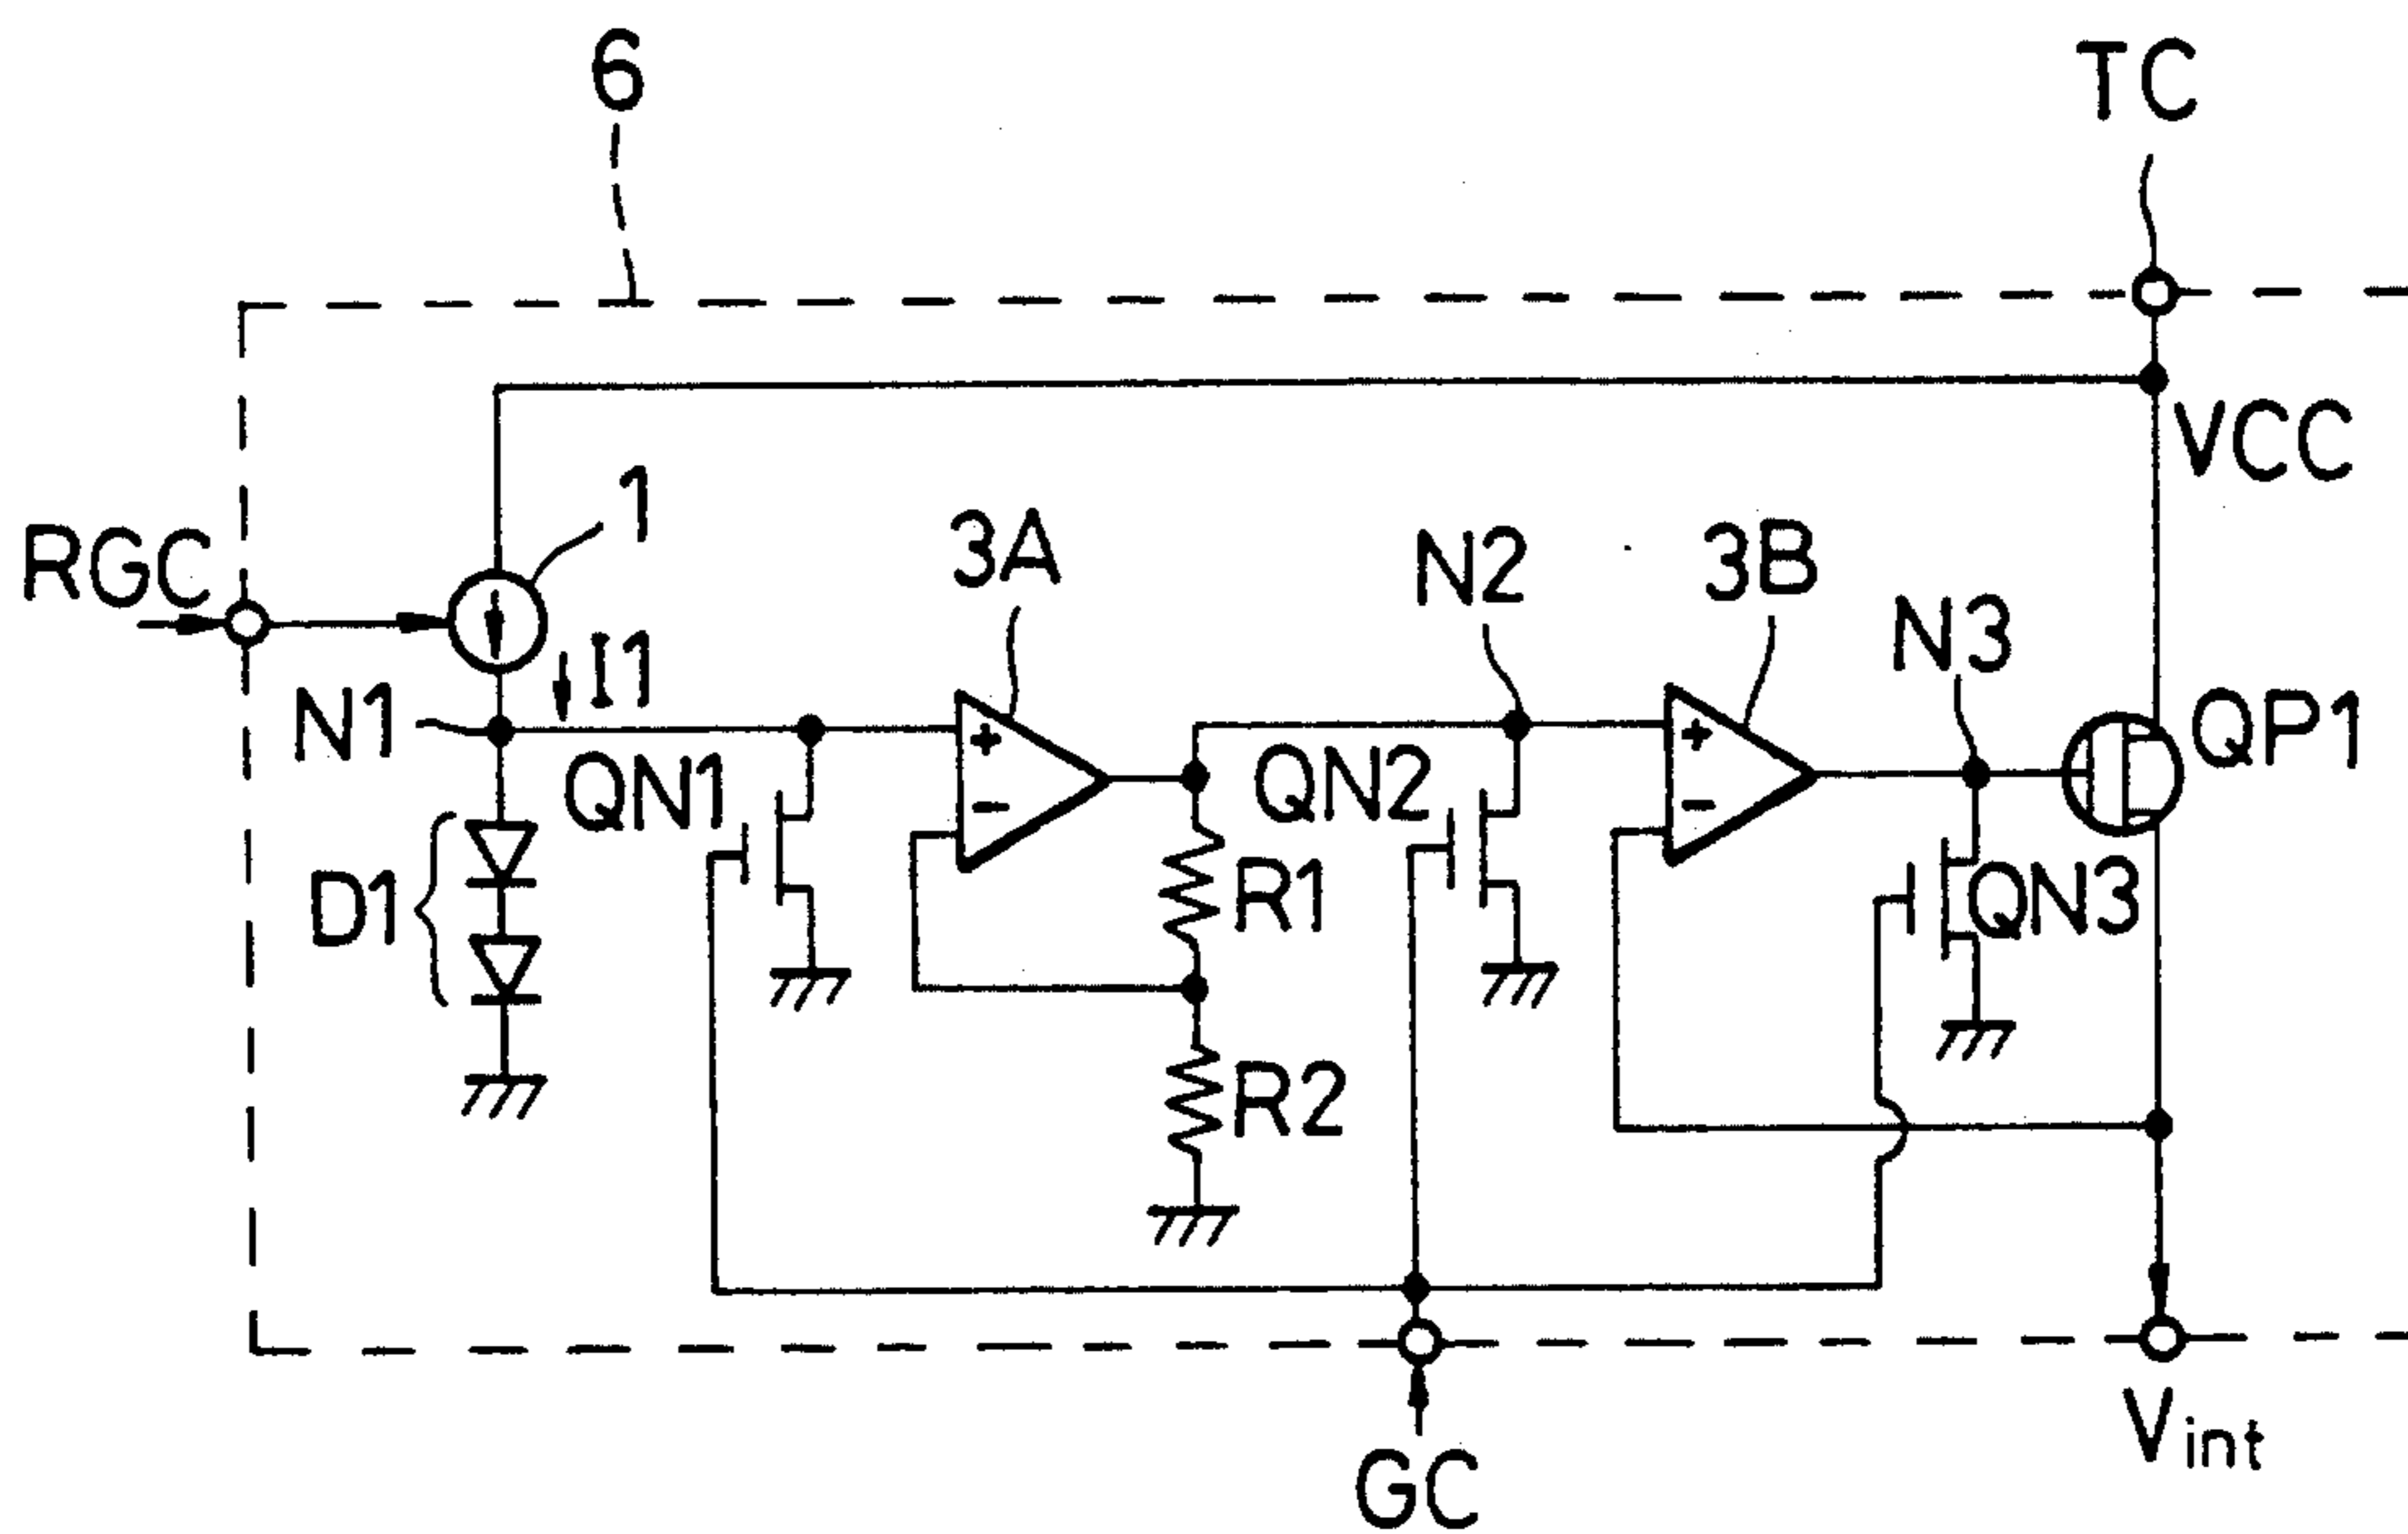 6
TC
VCC
RGC
1
3A
N2
3B
N3
I1
N1
QN1
QN2
QP1
+
+
-
-
D1
R1
QN3
R2
GC
Vint